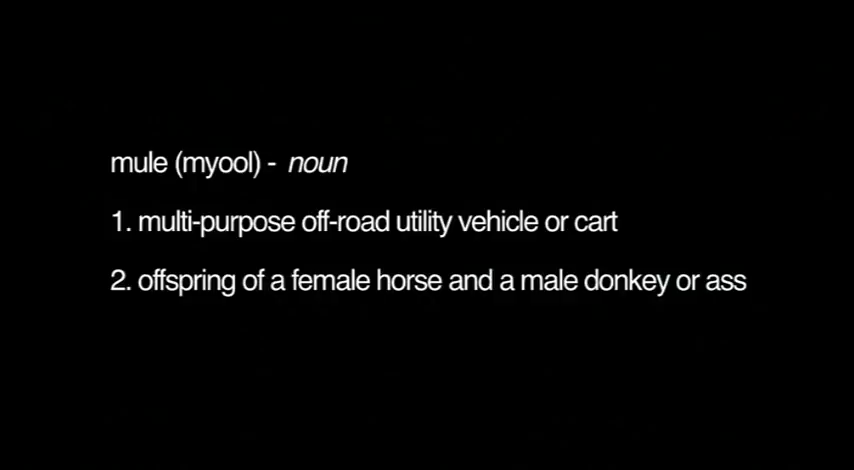 mule (myool) - noun
1. multi-purpose off-road utility vehicle or cart
2. offspring of a female horse and a male donkey or ass